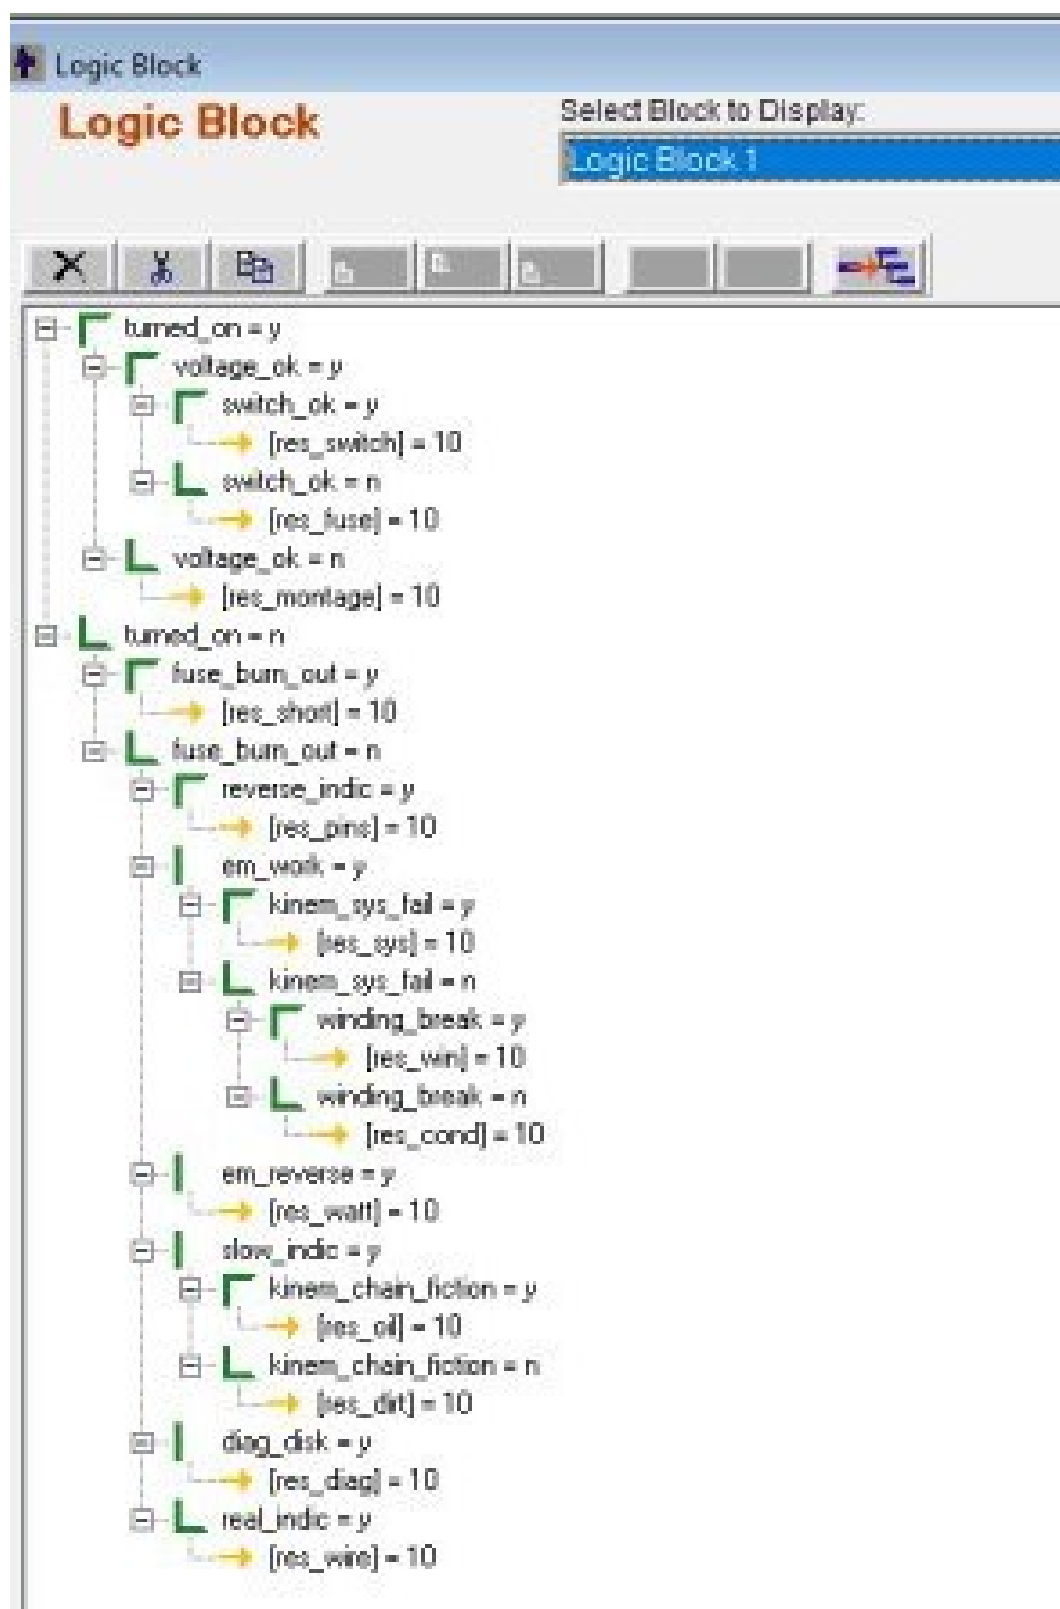 Logic Block
Logic Block
Select Block to Display:
Logic Block 1
turned_on = y
voltage_ok = y
switch_ok = y
[res_switch] = 10
switch_ok = n
[res_fuse] = 10
voltage_ok = n
[res_montage] = 10
turned_on = n
fuse_burn_out = y
[res_short] = 10
fuse_burn_out = n
reverse_indic = y
[res_pins] = 10
em_work = y
kinem_sys_fail = y
[res_sys] = 10
kinem_sys_fail = n
winding_break = y
[res_win] = 10
winding_break = n
[res_cond] = 10
em_reverse = y
[res_watt] = 10
slow_indic = y
kinem_chain_fiction = y
[res_oil] = 10
kinem_chain_fiction = n
[res_dirt] = 10
diag_disk = y
[res_diag] = 10
real_indic = y
[res_wire] = 10